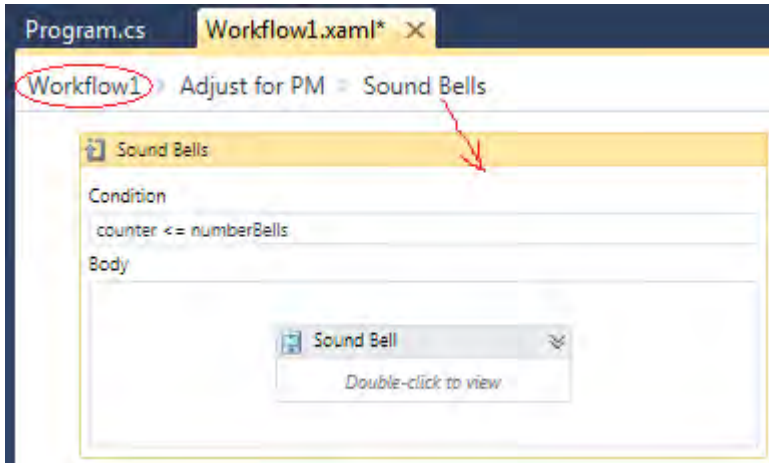 Program.cs Workflow1.xaml*
Workflow1 Adjust for PM Sound Bells
Sound Bells
Condition
counter <= numberBells
Body
Sound Bell
Double-click to view